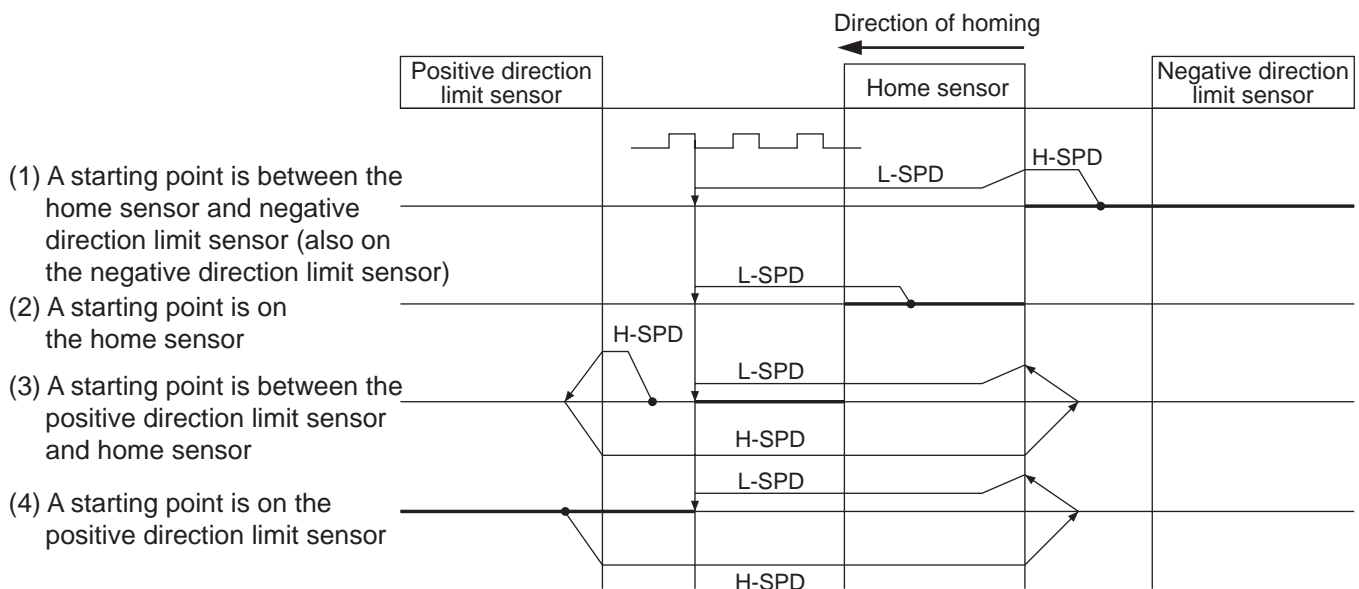 Direction of homing
Positive direction
limit sensor
Home sensor
Negative direction
limit sensor
(1) A starting point is between the
home sensor and negative
direction limit sensor (also on
the negative direction limit sensor)
L-SPD
H-SPD
(2) A starting point is on
the home sensor
L-SPD
(3) A starting point is between the
positive direction limit sensor
and home sensor
H-SPD
L-SPD
H-SPD
(4) A starting point is on the
positive direction limit sensor
L-SPD
H-SPD